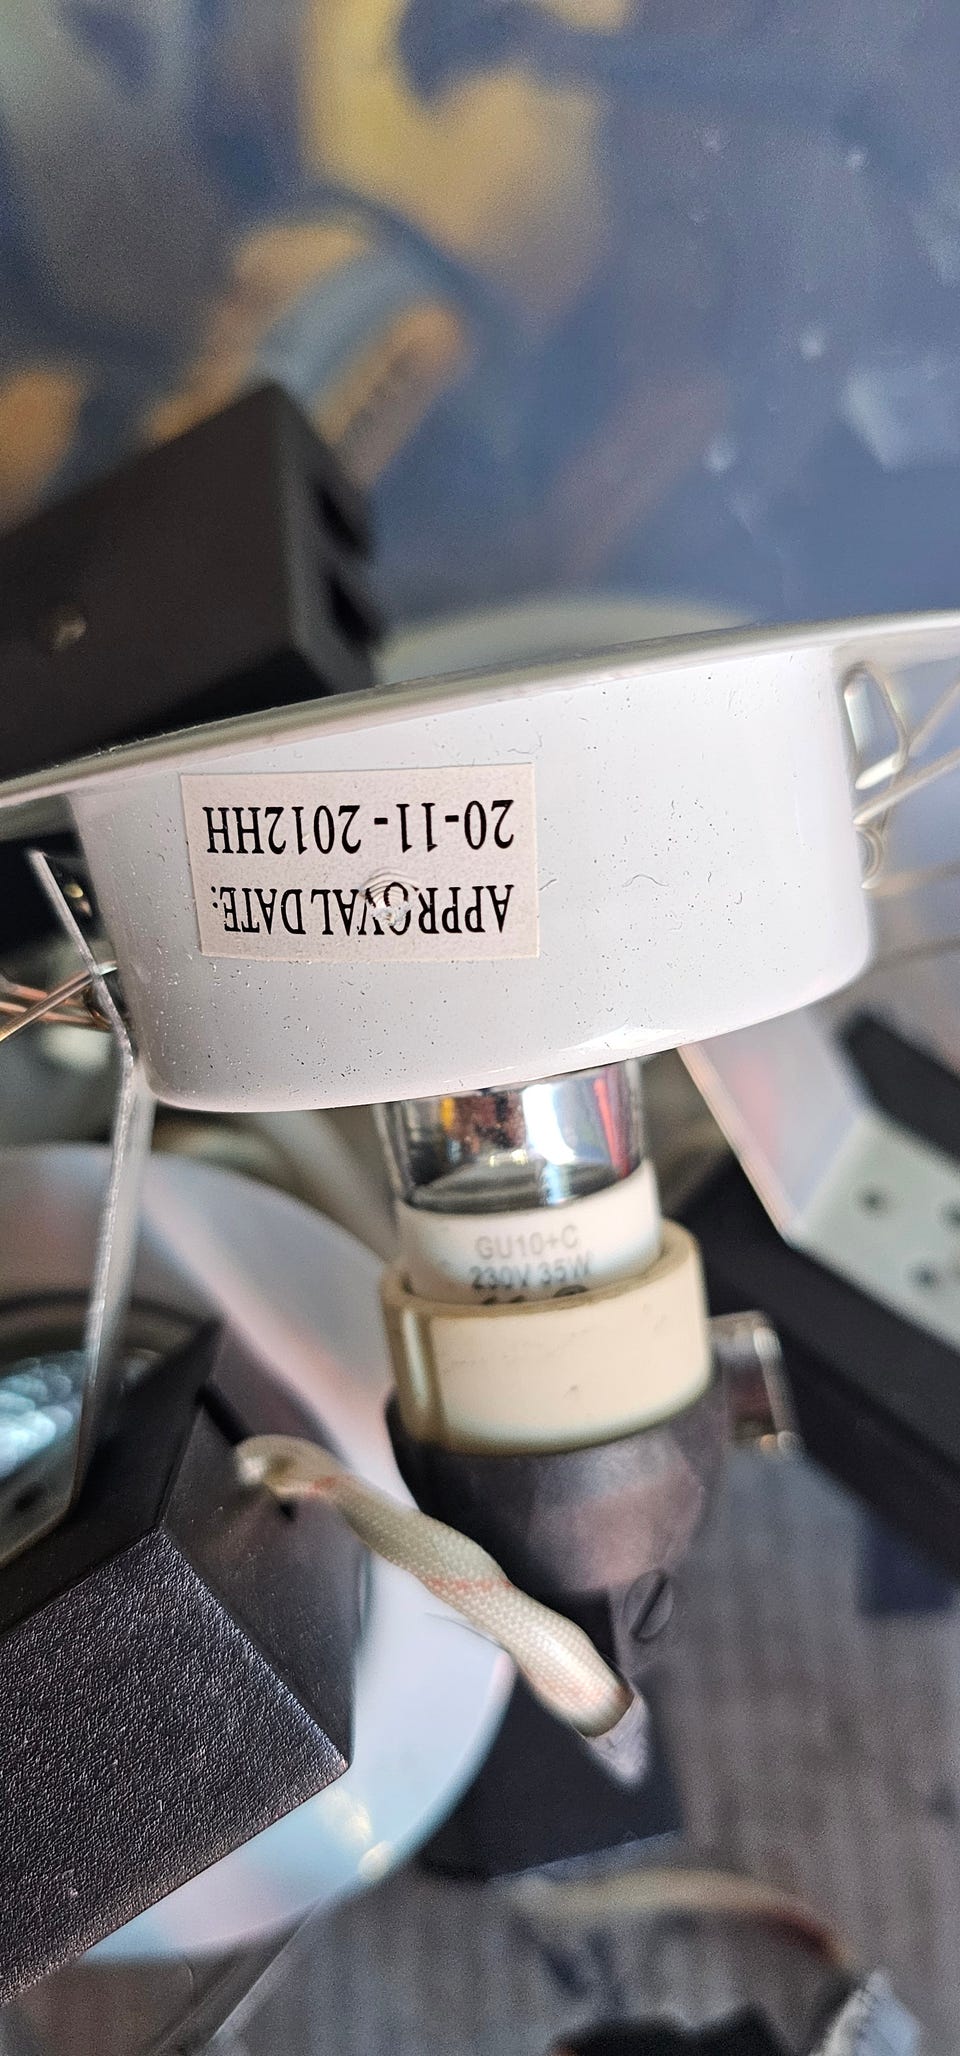 APPROVAL DATE:
20-11-2012HH
GU10+C
230V 35W